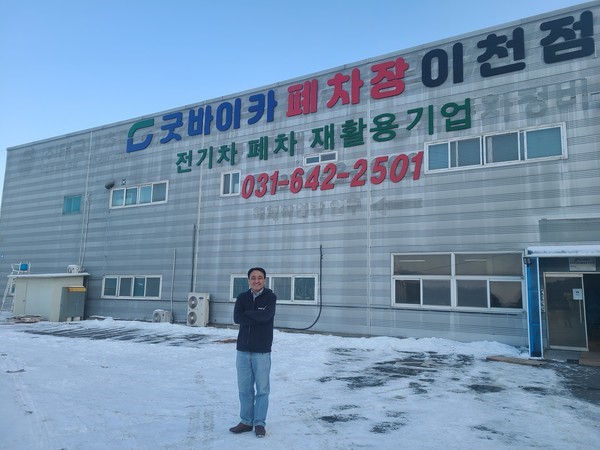 굿바이카 폐차장 이천점
전기차 폐차 재활용기업
031-642-2501